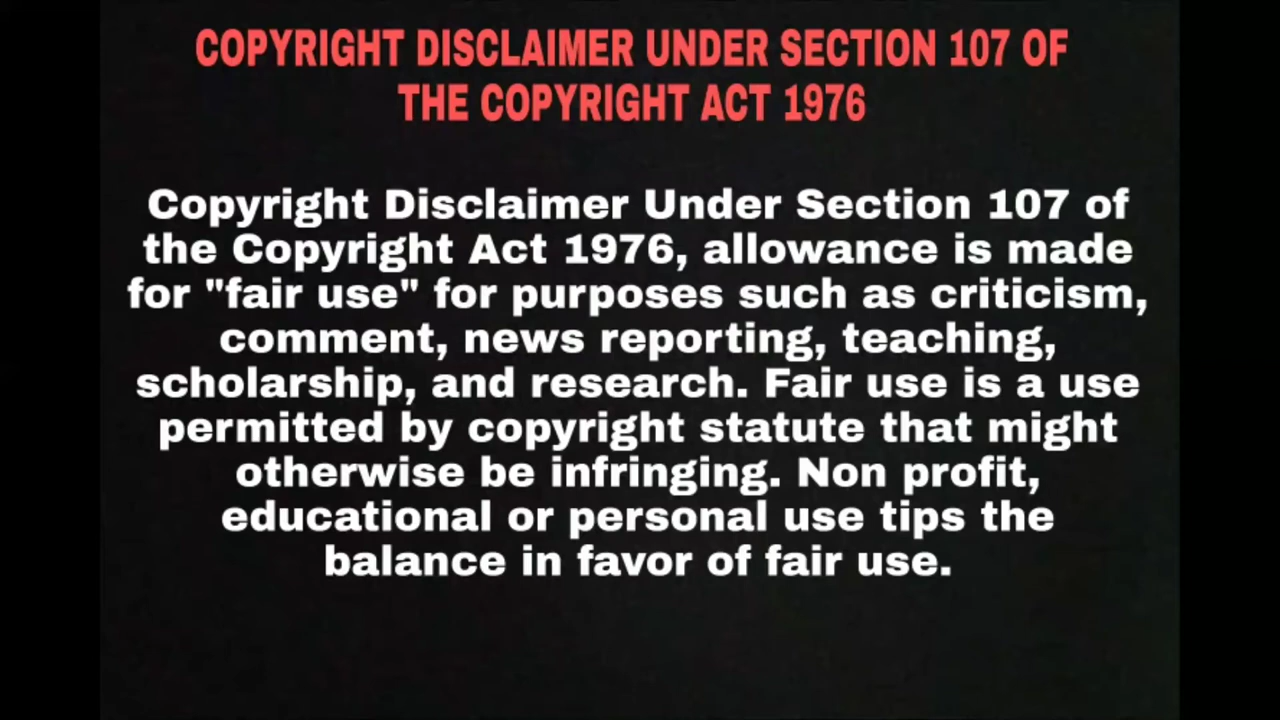 COPYRIGHT DISCLAIMER UNDER SECTION 107 OF
THE COPYRIGHT ACT 1976
Copyright Disclaimer Under Section 107 of
the Copyright Act 1976, allowance is made
for "fair use" for purposes such as criticism,
comment, news reporting, teaching,
scholarship, and research. Fair use is a use
permitted by copyright statute that might
otherwise be infringing. Non profit,
educational or personal use tips the
balance in favor of fair use.